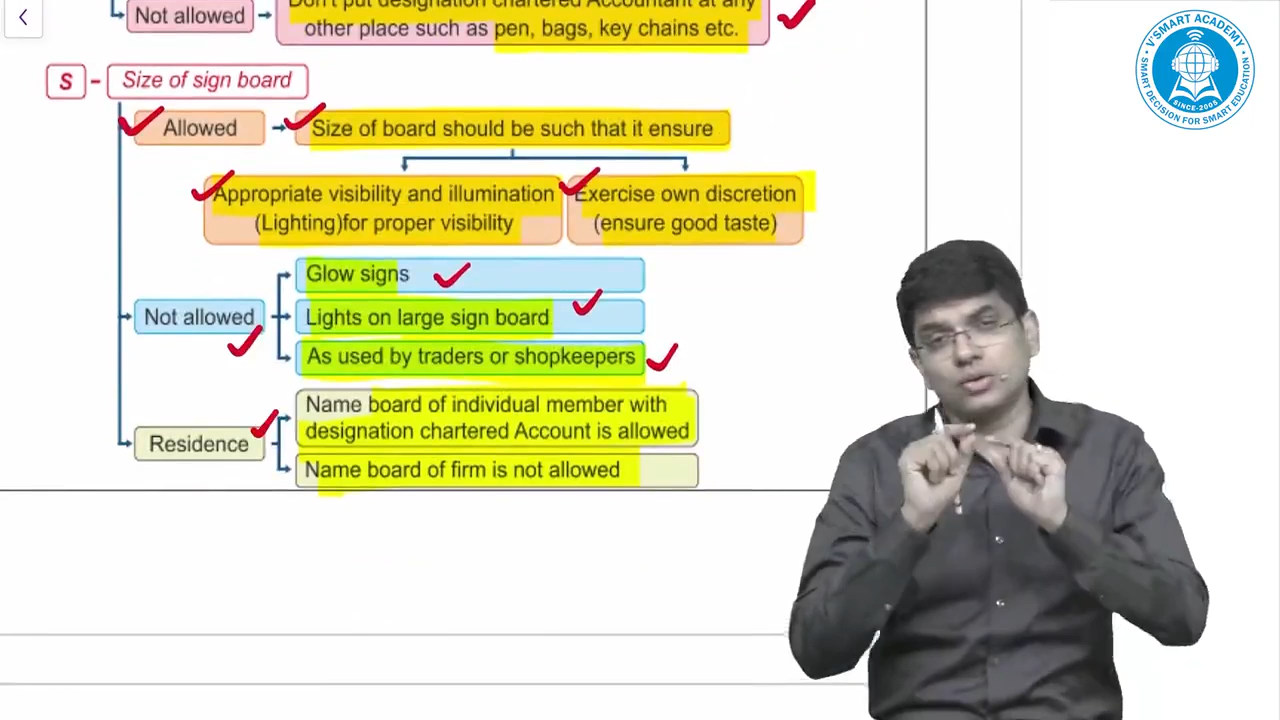 Don't put designation chartered Accountant at any
Not allowed
other place such as pen, bags, key chains etc.
S - Size of sign board
Allowed
Size of board should be such that it ensure
Appropriate visibility and illumination
(Lighting)for proper visibility
Exercise own discretion
(ensure good taste)
Not allowed
Glow signs
Lights on large sign board
As used by traders or shopkeepers
Residence
Name board of individual member with
designation chartered Account is allowed
Name board of firm is not allowed
V'SMART ACADEMY
SINCE-2005
SMART DECISION FOR SMART EDUCATION